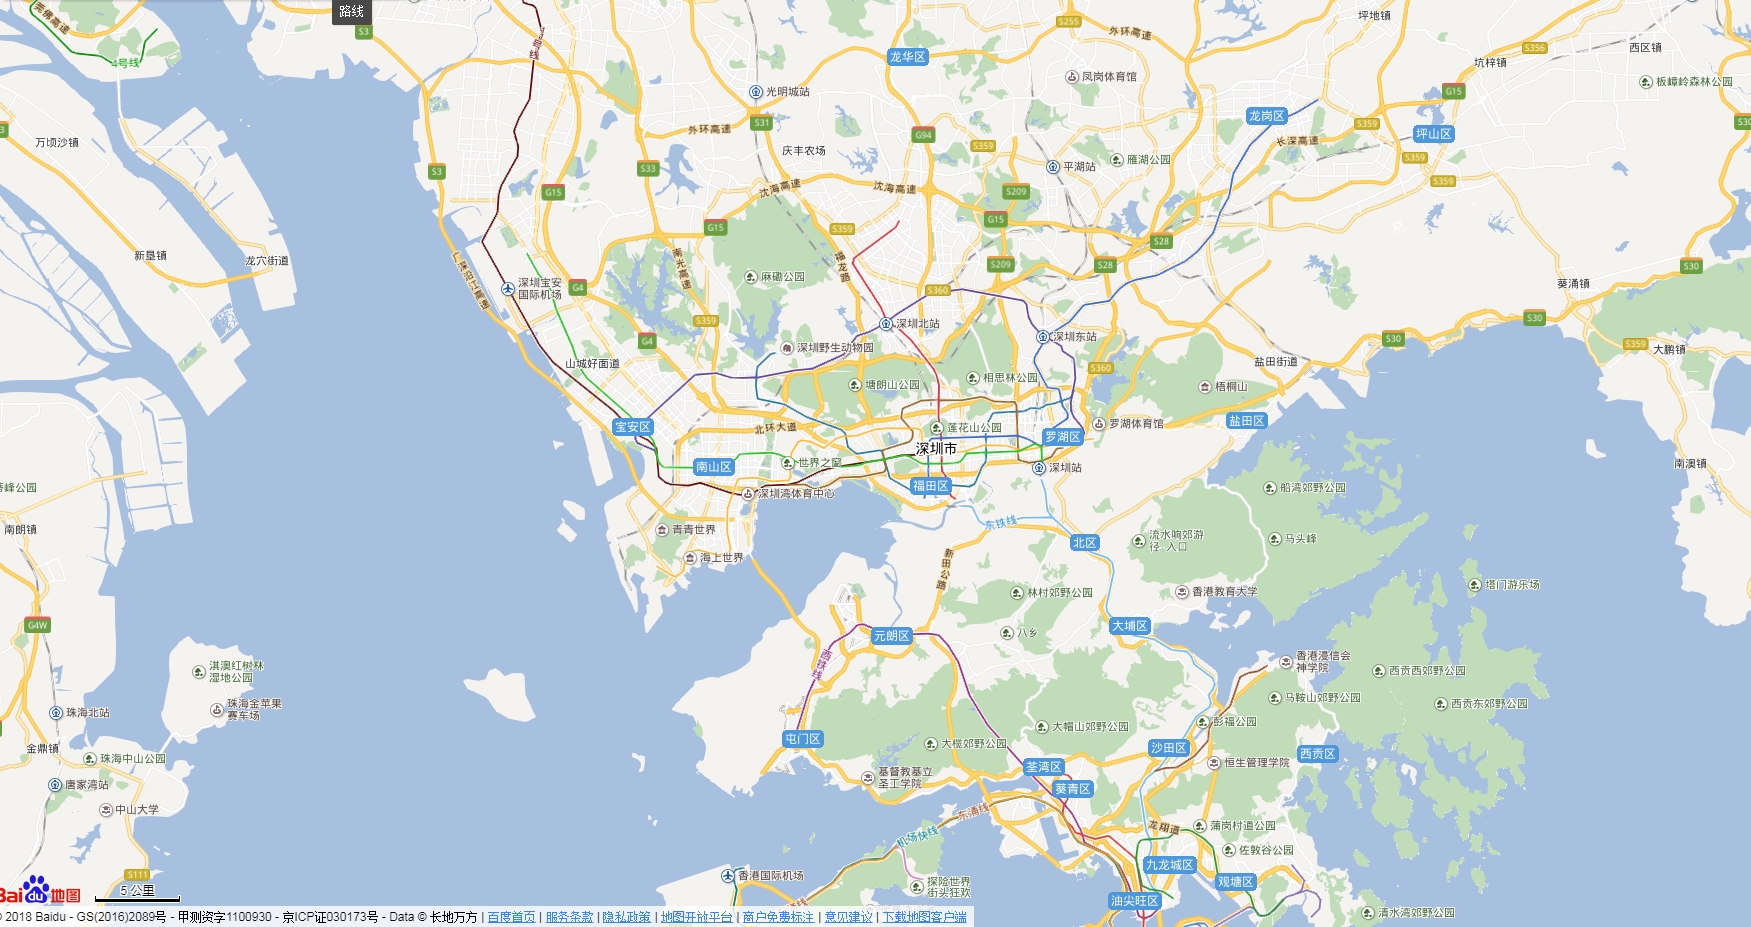 路线
莞佛高速
S3
4号线
11号线
S255
外环高速
坪地镇
龙华区
S356
西区镇
坑梓镇
凤岗体育馆
板嶂岭森林公园
光明城站
G15
龙岗区
S31
外环高速
S359
坪山区
G94
长深高速
万顷沙镇
庆丰农场
S359
平湖站
雁湖公园
S359
S3
S33
S359
G15
沈海高速
沈海高速
S209
G15
S359
G15
S28
新垦镇
龙穴街道
广深沿江高速
南光高速
福龙路
S209
S28
S30
麻磡公园
深圳宝安
国际机场
G4
S360
葵涌镇
S359
深圳北站
S30
G4
深圳东站
S30
深圳野生动物园
S359
大鹏镇
山城好面道
盐田街道
S360
塘朗山公园
相思林公园
梧桐山
宝安区
北环大道
莲花山公园
罗湖体育馆
盐田区
罗湖区
深圳市
南山区
世界之窗
深圳站
南澳镇
福田区
深圳湾体育中心
船湾郊野公园
南朗镇
青青世界
东铁线
流水响郊野游
径..入口
马头峰
北区
海上世界
新田公路
塔门游乐场
林村郊野公园
香港教育大学
G4W
大埔区
元朗区
八乡
西铁线
香港浸信会
神学院
淇澳红树林
湿地公园
西贡西郊野公园
马鞍山郊野公园
西贡东郊野公园
珠海金苹果
赛车场
珠海北站
彭福公园
大帽山郊野公园
屯门区
大榄郊野公园
沙田区
金鼎镇
西贡区
珠海中山公园
荃湾区
恒生管理学院
基督教基立
圣工学院
唐家湾站
葵青区
中山大学
东涌线
龙翔道
蒲岗村道公园
机场快线
佐敦谷公园
九龙城区
S111
香港国际机场
观塘区
探险世界
街头狂欢
5 公里
油尖旺区
Bai du 地图
清水湾郊野公园
© 2018 Baidu - GS(2016)2089号 - 甲测资字1100930 - 京ICP证030173号 - Data © 长地万方 | 百度首页 | 服务条款 | 隐私政策 | 地图开放平台 | 商户免费标注 | 意见建议 | 下载地图客户端